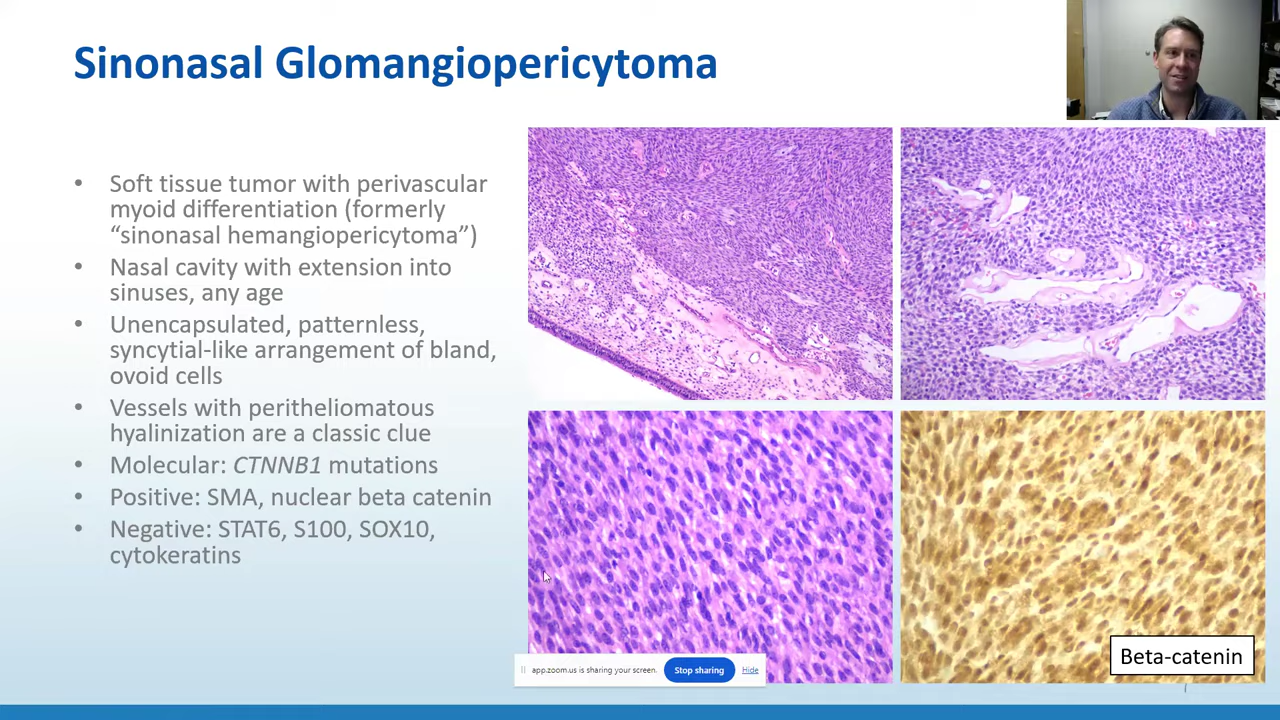 Sinonasal Glomangiopericytoma
• Soft tissue tumor with perivascular
myoid differentiation (formerly
“sinonasal hemangiopericytoma”)
• Nasal cavity with extension into
sinuses, any age
• Unencapsulated, patternless,
syncytial-like arrangement of bland,
ovoid cells
• Vessels with peritheliomatous
hyalinization are a classic clue
• Molecular: CTNNB1 mutations
• Positive: SMA, nuclear beta catenin
• Negative: STAT6, S100, SOX10,
cytokeratins
Beta-catenin
app.zoom.us is sharing your screen. Stop sharing Hide